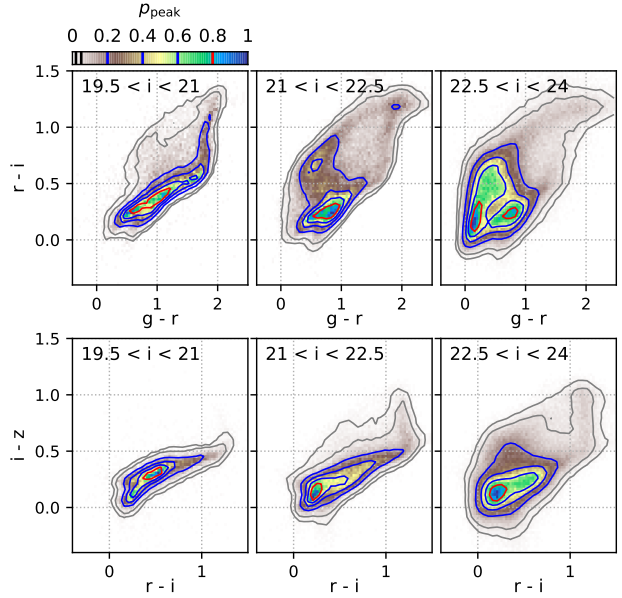 p_peak
0 0.2 0.4 0.6 0.8 1
19.5 < i < 21
21 < i < 22.5
22.5 < i < 24
1.5
1.0
0.5
0.0
r - i
0 1 2
0 1 2
0 1 2
g - r
g - r
g - r
19.5 < i < 21
21 < i < 22.5
22.5 < i < 24
1.5
1.0
0.5
0.0
i - z
0 1
0 1
0 1
r - i
r - i
r - i